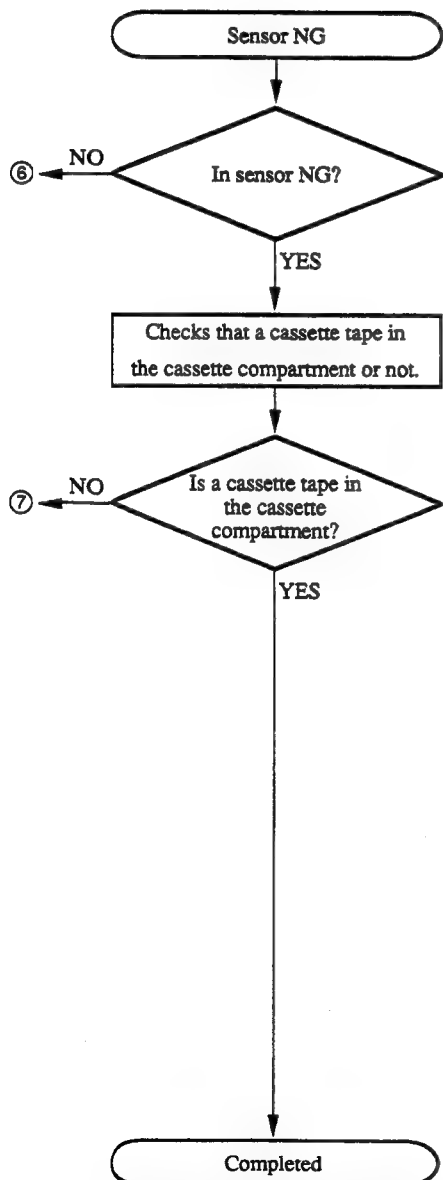 Sensor NG
In sensor NG?
NO
⑥
YES
Checks that a cassette tape in
the cassette compartment or not.
Is a cassette tape in
the cassette
compartment?
NO
⑦
YES
Completed